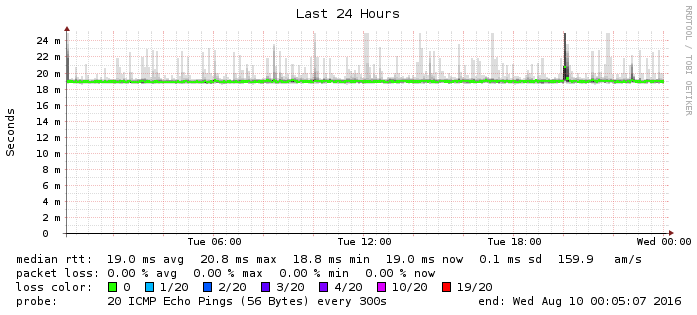 Last 24 Hours
RRDTOOL / TOBI OETIKER
Seconds
24 m
22 m
20 m
18 m
16 m
14 m
12 m
10 m
8 m
6 m
4 m
2 m
0
Tue 06:00 Tue 12:00 Tue 18:00 Wed 00:00
median rtt: 19.0 ms avg 20.8 ms max 18.8 ms min 19.0 ms now 0.1 ms sd 159.9 am/s
packet loss: 0.00 % avg 0.00 % max 0.00 % min 0.00 % now
loss color: 0 1/20 2/20 3/20 4/20 10/20 19/20
probe: 20 ICMP Echo Pings (56 Bytes) every 300s end: Wed Aug 10 00:05:07 2016